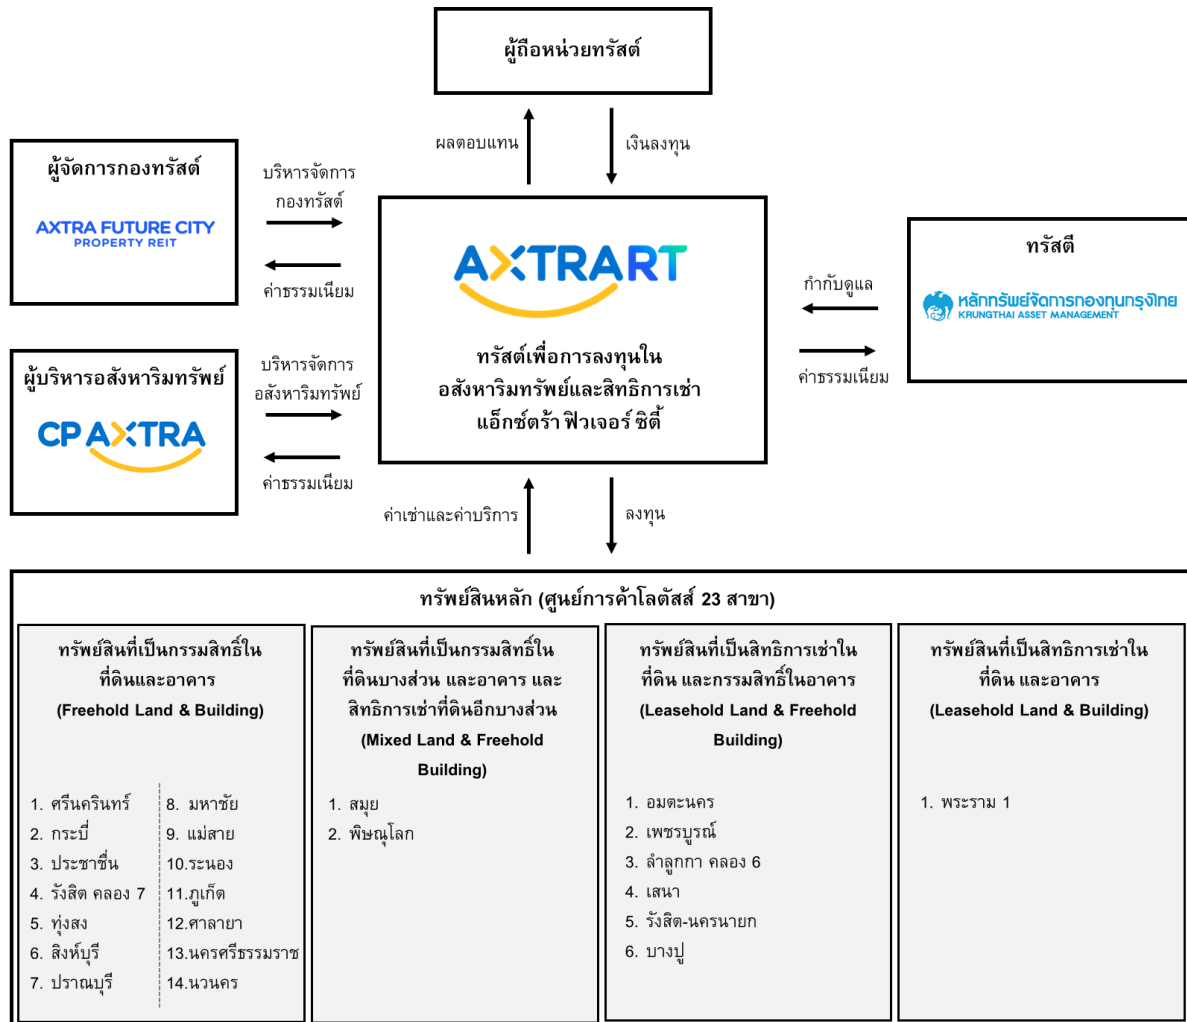 ผู้ถือหน่วยทรัสต์
ผลตอบแทน
เงินลงทุน
ผู้จัดการกองทรัสต์
AXTRA FUTURE CITY
PROPERTY REIT
บริหารจัดการ
กองทรัสต์
ค่าธรรมเนียม
AXTRART
ทรัสต์เพื่อการลงทุนใน
อสังหาริมทรัพย์และสิทธิการเช่า
แอ็กซ์ตร้า ฟิวเจอร์ ซิตี้
กำกับดูแล
ค่าธรรมเนียม
ทรัสตี
หลักทรัพย์จัดการกองทุนกรุงไทย
KRUNGTHAI ASSET MANAGEMENT
ผู้บริหารอสังหาริมทรัพย์
CP AXTRA
บริหารจัดการ
อสังหาริมทรัพย์
ค่าธรรมเนียม
ค่าเช่าและค่าบริการ
ลงทุน
ทรัพย์สินหลัก (ศูนย์การค้าโลตัสส์ 23 สาขา)
ทรัพย์สินที่เป็นกรรมสิทธิ์ใน
ที่ดินและอาคาร
(Freehold Land & Building)
1. ศรีนครินทร์
2. กระบี่
3. ประชาชื่น
4. รังสิต คลอง 7
5. ทุ่งสง
6. สิงห์บุรี
7. ปราณบุรี
8. มหาชัย
9. แม่สาย
10.ระนอง
11.ภูเก็ต
12.ศาลายา
13.นครศรีธรรมราช
14.นวนคร
ทรัพย์สินที่เป็นกรรมสิทธิ์ใน
ที่ดินบางส่วน และอาคาร และ
สิทธิการเช่าที่ดินอีกบางส่วน
(Mixed Land & Freehold
Building)
1. สมุย
2. พิษณุโลก
ทรัพย์สินที่เป็นสิทธิการเช่าใน
ที่ดิน และกรรมสิทธิ์ในอาคาร
(Leasehold Land & Freehold
Building)
1. อมตะนคร
2. เพชรบูรณ์
3. ลำลูกกา คลอง 6
4. เสนา
5. รังสิต-นครนายก
6. บางปู
ทรัพย์สินที่เป็นสิทธิการเช่าใน
ที่ดิน และอาคาร
(Leasehold Land & Building)
1. พระราม 1